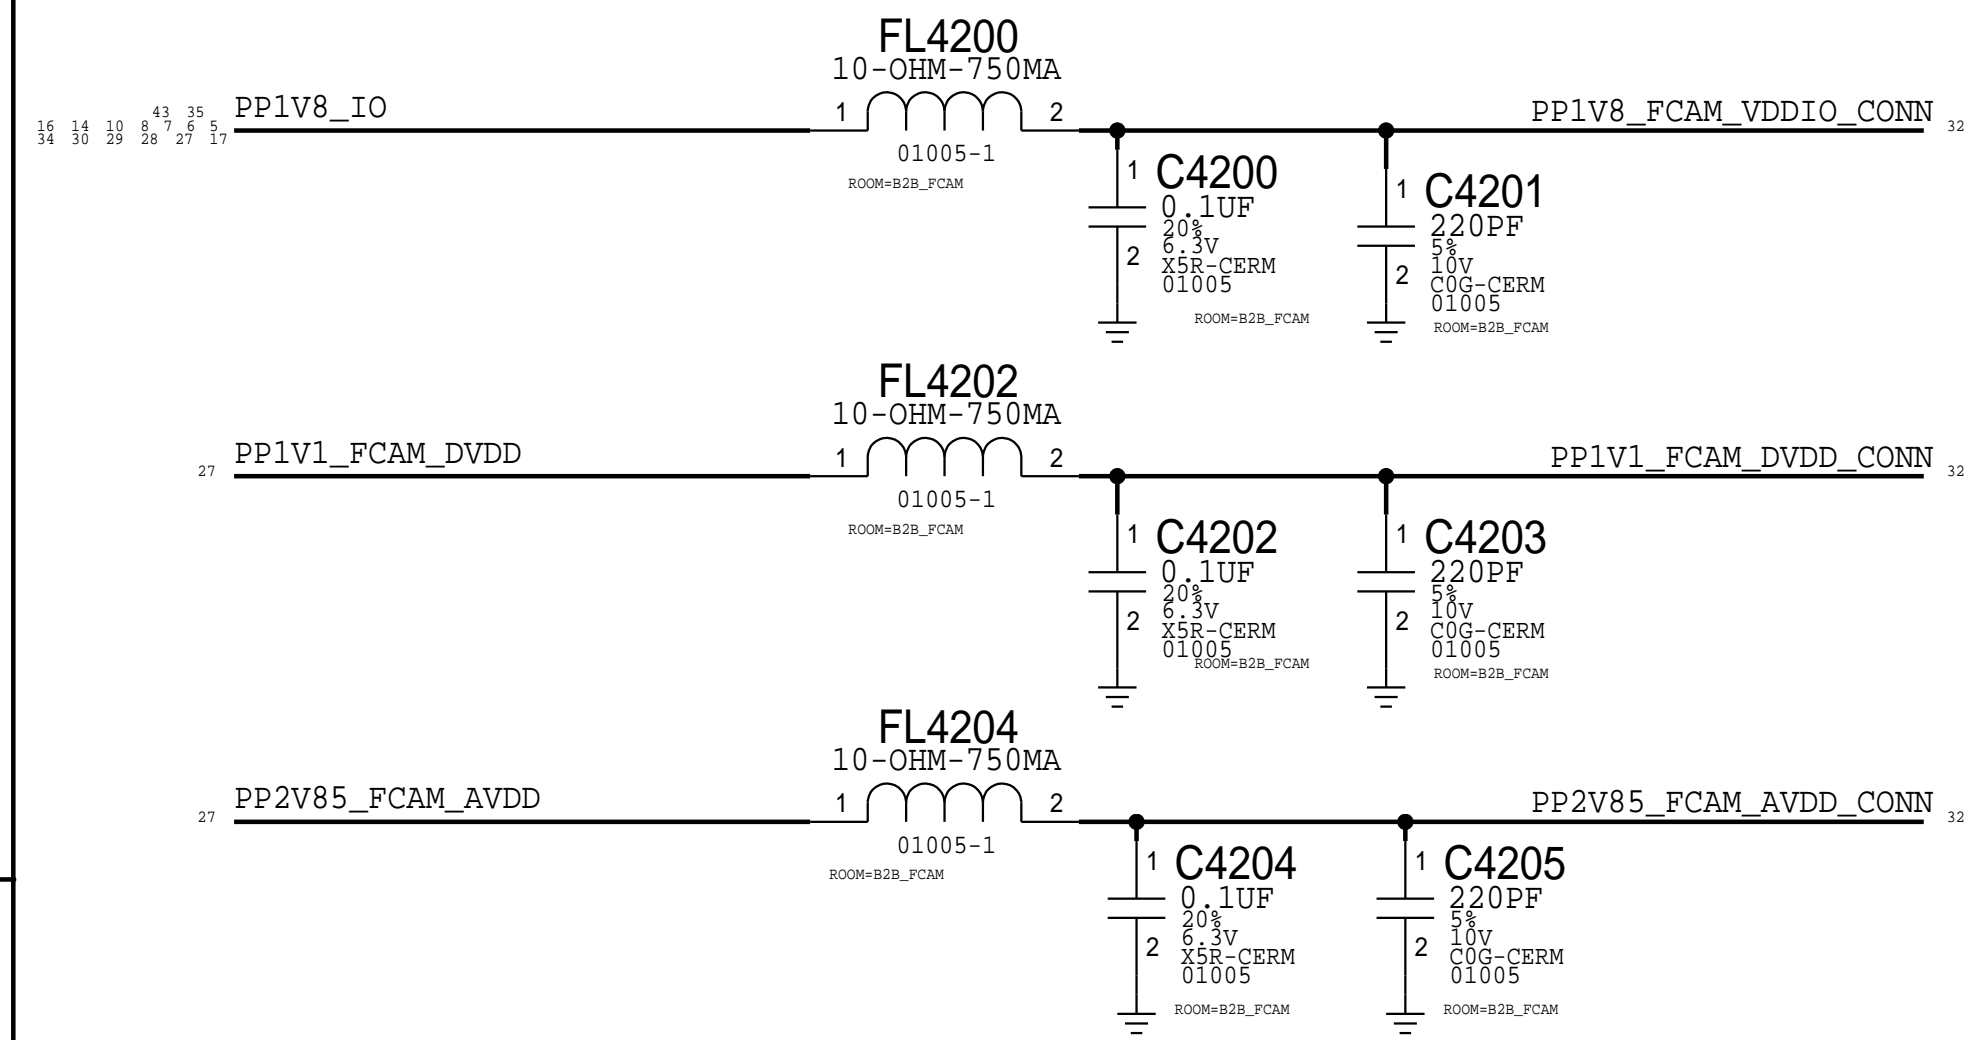 FL4200
10-OHM-750MA
43 35 PP1V8_IO
16 14 10 8 7 6 5
34 30 29 28 27 17
1 2
PP1V8_FCAM_VDDIO_CONN 32
01005-1
ROOM=B2B_FCAM
1 C4200
0.1UF
20%
6.3V
2
X5R-CERM
01005
ROOM=B2B_FCAM
1 C4201
220PF
5%
10V
2
C0G-CERM
01005
ROOM=B2B_FCAM
FL4202
10-OHM-750MA
27 PP1V1_FCAM_DVDD
1 2
PP1V1_FCAM_DVDD_CONN 32
01005-1
ROOM=B2B_FCAM
1 C4202
0.1UF
20%
6.3V
2
X5R-CERM
01005
ROOM=B2B_FCAM
1 C4203
220PF
5%
10V
2
C0G-CERM
01005
ROOM=B2B_FCAM
FL4204
10-OHM-750MA
27 PP2V85_FCAM_AVDD
1 2
PP2V85_FCAM_AVDD_CONN 32
01005-1
ROOM=B2B_FCAM
1 C4204
0.1UF
20%
6.3V
2
X5R-CERM
01005
ROOM=B2B_FCAM
1 C4205
220PF
5%
10V
2
C0G-CERM
01005
ROOM=B2B_FCAM